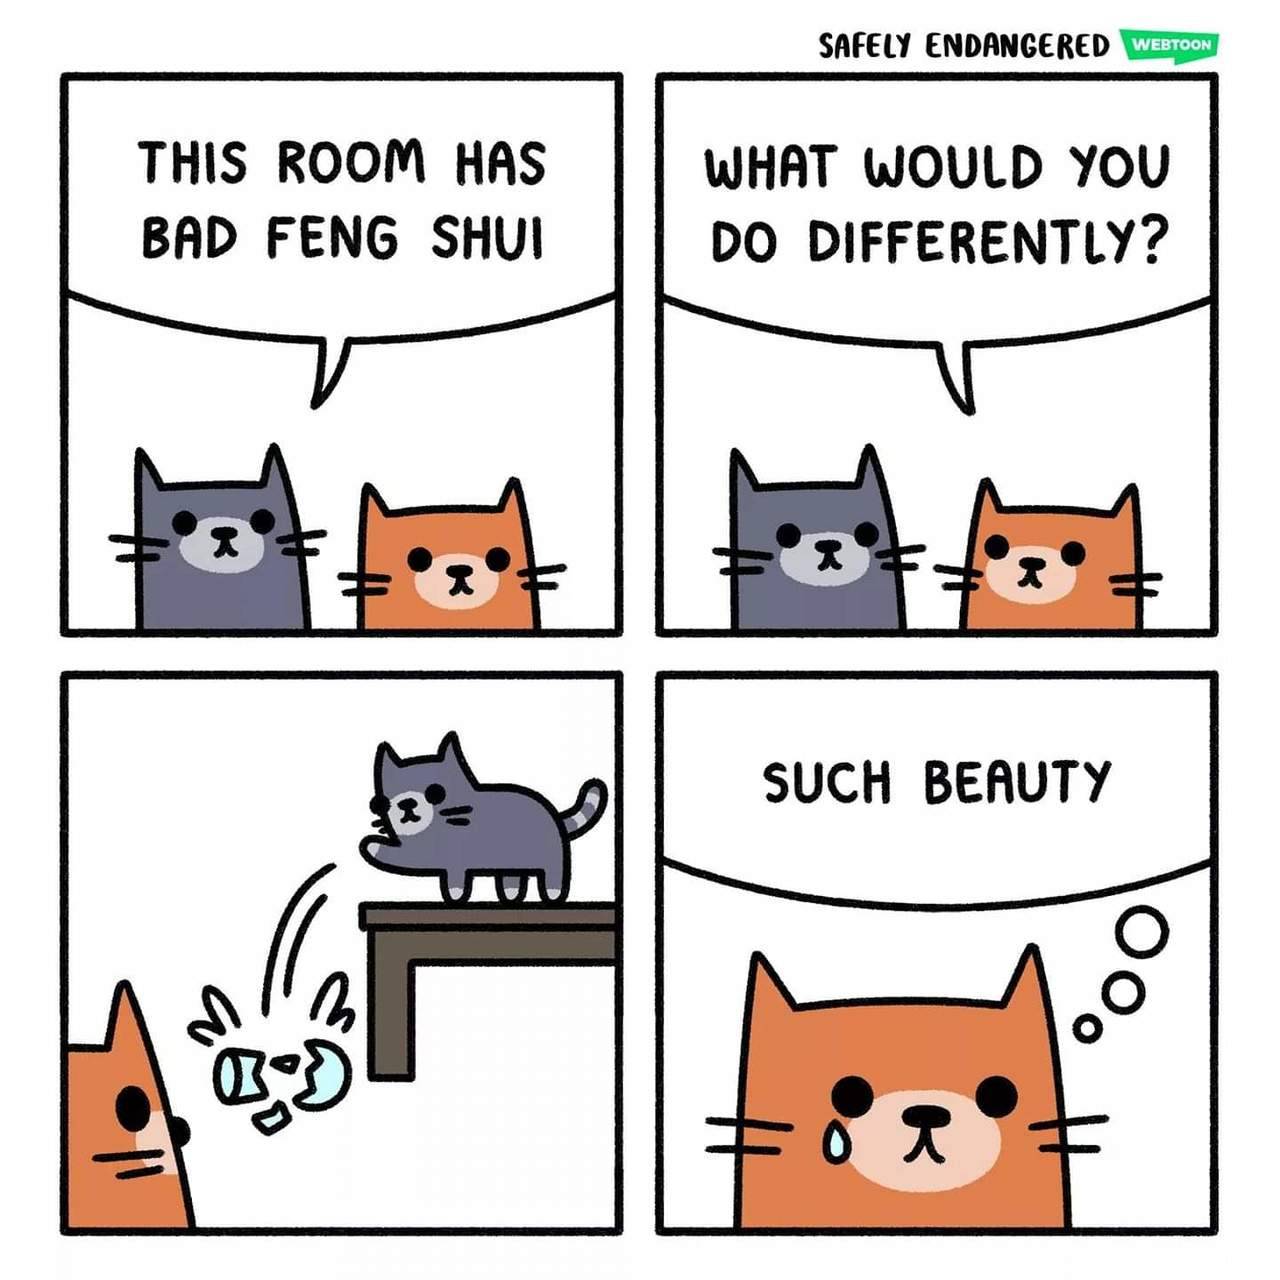 SAFELY ENDANGERED WEBTOON
THIS ROOM HAS
BAD FENG SHUI
WHAT WOULD YOU
DO DIFFERENTLY?
SUCH BEAUTY